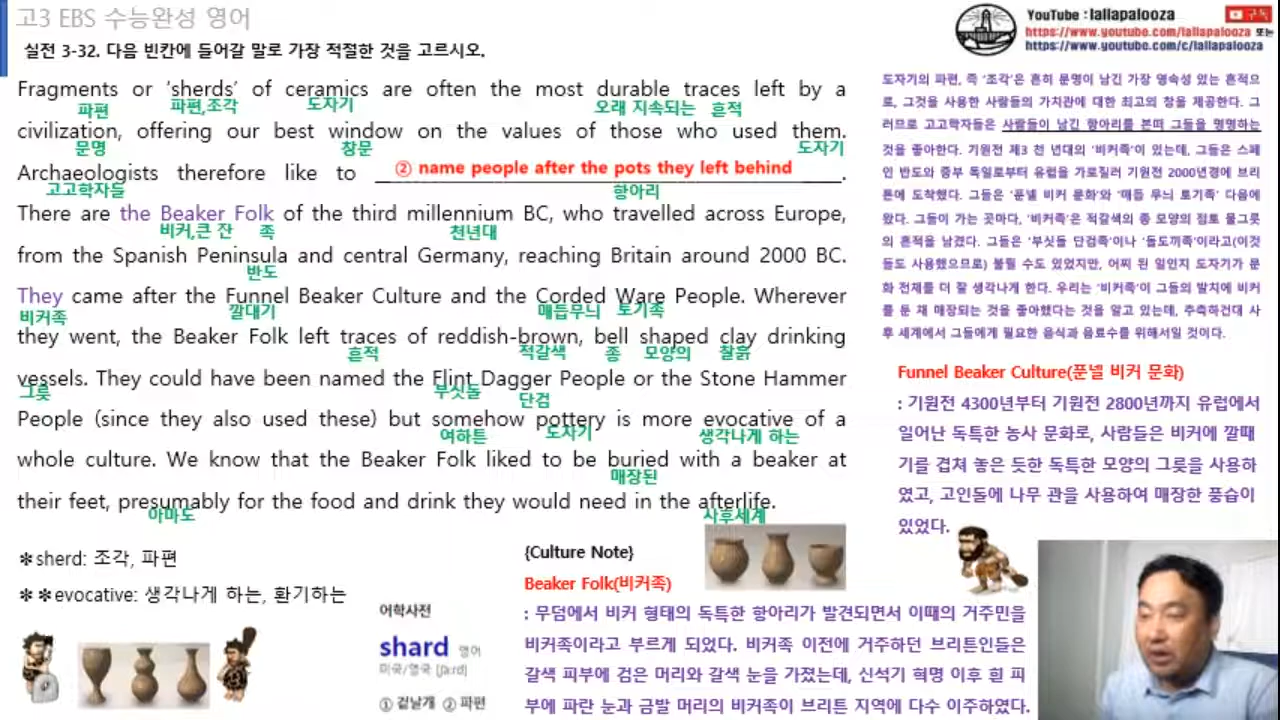 고3 EBS 수능완성 영어
실전 3-32. 다음 빈칸에 들어갈 말로 가장 적절한 것을 고르시오.
YouTube : lallapalooza 구독
https://www.youtube.com/lallapalooza 또는
https://www.youtube.com/c/lallapalooza
Fragments or ‘sherds’ of ceramics are often the most durable traces left by a
파편 파편,조각 도자기 오래 지속되는 흔적
civilization, offering our best window on the values of those who used them.
문명 창문 도자기
Archaeologists therefore like to ② name people after the pots they left behind.
고고학자들 항아리
There are the Beaker Folk of the third millennium BC, who travelled across Europe,
비커,큰 잔 족 천년대
from the Spanish Peninsula and central Germany, reaching Britain around 2000 BC.
반도
They came after the Funnel Beaker Culture and the Corded Ware People. Wherever
비커족 깔대기 매듭무늬 토기족
they went, the Beaker Folk left traces of reddish-brown, bell shaped clay drinking
흔적 적갈색 종 모양의 찰흙
vessels. They could have been named the Flint Dagger People or the Stone Hammer
그릇 부싯돌 단검
People (since they also used these) but somehow pottery is more evocative of a
여하튼 도자기 생각나게 하는
whole culture. We know that the Beaker Folk liked to be buried with a beaker at
매장된
their feet, presumably for the food and drink they would need in the afterlife.
아마도 사후세계
도자기의 파편, 즉 ‘조각’은 흔히 문명이 남긴 가장 영속성 있는 흔적으
로, 그것을 사용한 사람들의 가치관에 대한 최고의 창을 제공한다. 그
러므로 고고학자들은 사람들이 남긴 항아리를 본떠 그들을 명명하는
것을 좋아한다. 기원전 제3 천 년대의 ‘비커족’이 있는데, 그들은 스페
인 반도와 중부 독일로부터 유럽을 가로질러 기원전 2000년경에 브리
튼에 도착했다. 그들은 ‘푼넬 비커 문화’와 ‘매듭 무늬 토기족’ 다음에
왔다. 그들이 가는 곳마다, ‘비커족’은 적갈색의 종 모양의 점토 물그릇
의 흔적을 남겼다. 그들은 ‘부싯돌 단검족’이나 ‘돌도끼족’이라고(이것
들도 사용했으므로) 불릴 수도 있었지만, 어찌 된 일인지 도자기가 문
화 전체를 더 잘 생각나게 한다. 우리는 ‘비커족’이 그들의 발치에 비커
를 둔 채 매장되는 것을 좋아했다는 것을 알고 있는데, 추측하건대 사
후 세계에서 그들에게 필요한 음식과 음료수를 위해서일 것이다.
Funnel Beaker Culture(푼넬 비커 문화)
: 기원전 4300년부터 기원전 2800년까지 유럽에서
일어난 독특한 농사 문화로, 사람들은 비커에 깔때
기를 겹쳐 놓은 듯한 독특한 모양의 그릇을 사용하
였고, 고인돌에 나무 관을 사용하여 매장한 풍습이
있었다.
✻sherd: 조각, 파편
✻✻evocative: 생각나게 하는, 환기하는
어학사전
shard 영어
미국/영국 [ʃɑːrd]
① 겉날개 ② 파편
{Culture Note}
Beaker Folk(비커족)
: 무덤에서 비커 형태의 독특한 항아리가 발견되면서 이때의 거주민을
비커족이라고 부르게 되었다. 비커족 이전에 거주하던 브리튼인들은
갈색 피부에 검은 머리와 갈색 눈을 가졌는데, 신석기 혁명 이후 흰 피
부에 파란 눈과 금발 머리의 비커족이 브리튼 지역에 다수 이주하였다.